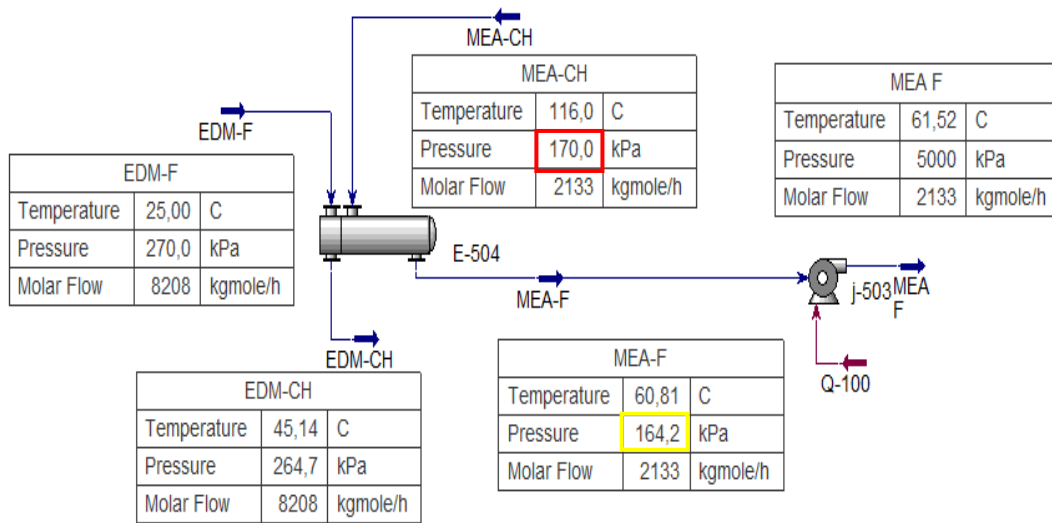 MEA-CH
MEA-CH
Temperature 116,0 C
Pressure 170,0 kPa
Molar Flow 2133 kgmole/h
MEA F
Temperature 61,52 C
Pressure 5000 kPa
Molar Flow 2133 kgmole/h
EDM-F
EDM-F
Temperature 25,00 C
Pressure 270,0 kPa
Molar Flow 8208 kgmole/h
E-504
MEA-F
j-503
MEA
F
Q-100
EDM-CH
EDM-CH
Temperature 45,14 C
Pressure 264,7 kPa
Molar Flow 8208 kgmole/h
MEA-F
Temperature 60,81 C
Pressure 164,2 kPa
Molar Flow 2133 kgmole/h